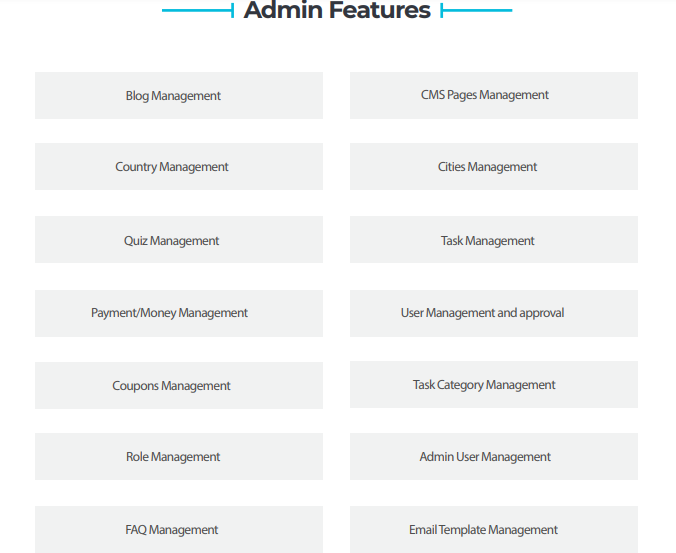 Admin Features
Blog Management
CMS Pages Management
Country Management
Cities Management
Quiz Management
Task Management
Payment/Money Management
User Management and approval
Coupons Management
Task Category Management
Role Management
Admin User Management
FAQ Management
Email Template Management